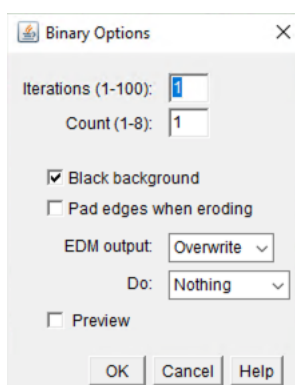 Binary Options
Iterations (1-100): 1
Count (1-8): 1
Black background
Pad edges when eroding
EDM output: Overwrite
Do: Nothing
Preview
OK Cancel Help